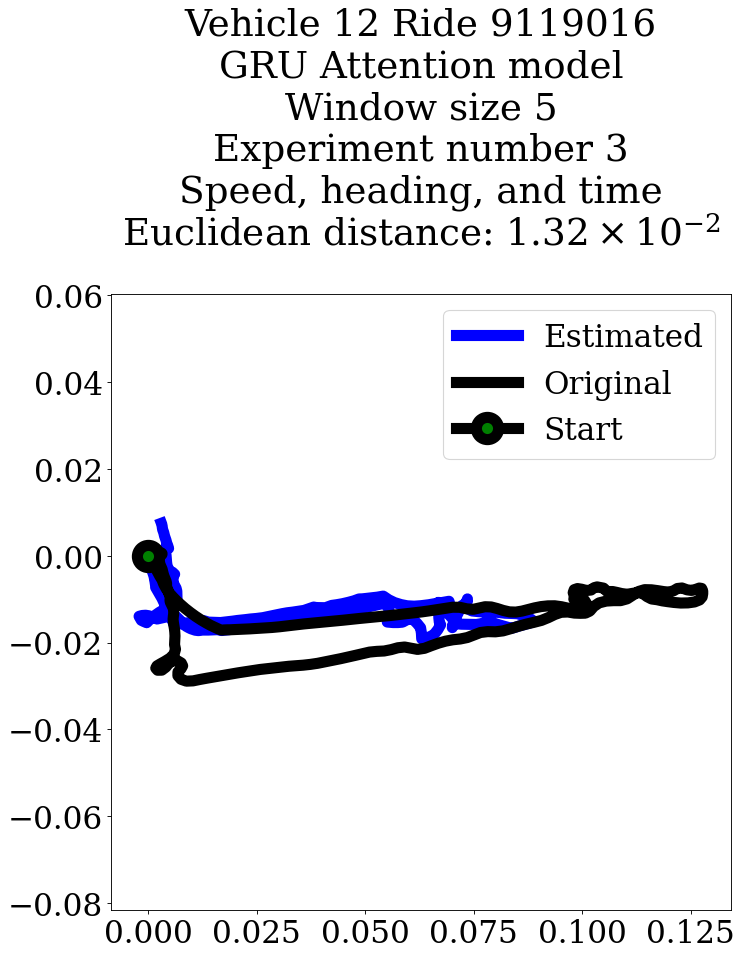 Vehicle 12 Ride 9119016
GRU Attention model
Window size 5
Experiment number 3
Speed, heading, and time
Euclidean distance: 1.32 × 10⁻²
Estimated
Original
Start
0.06
0.04
0.02
0.00
−0.02
−0.04
−0.06
−0.08
0.000 0.025 0.050 0.075 0.100 0.125